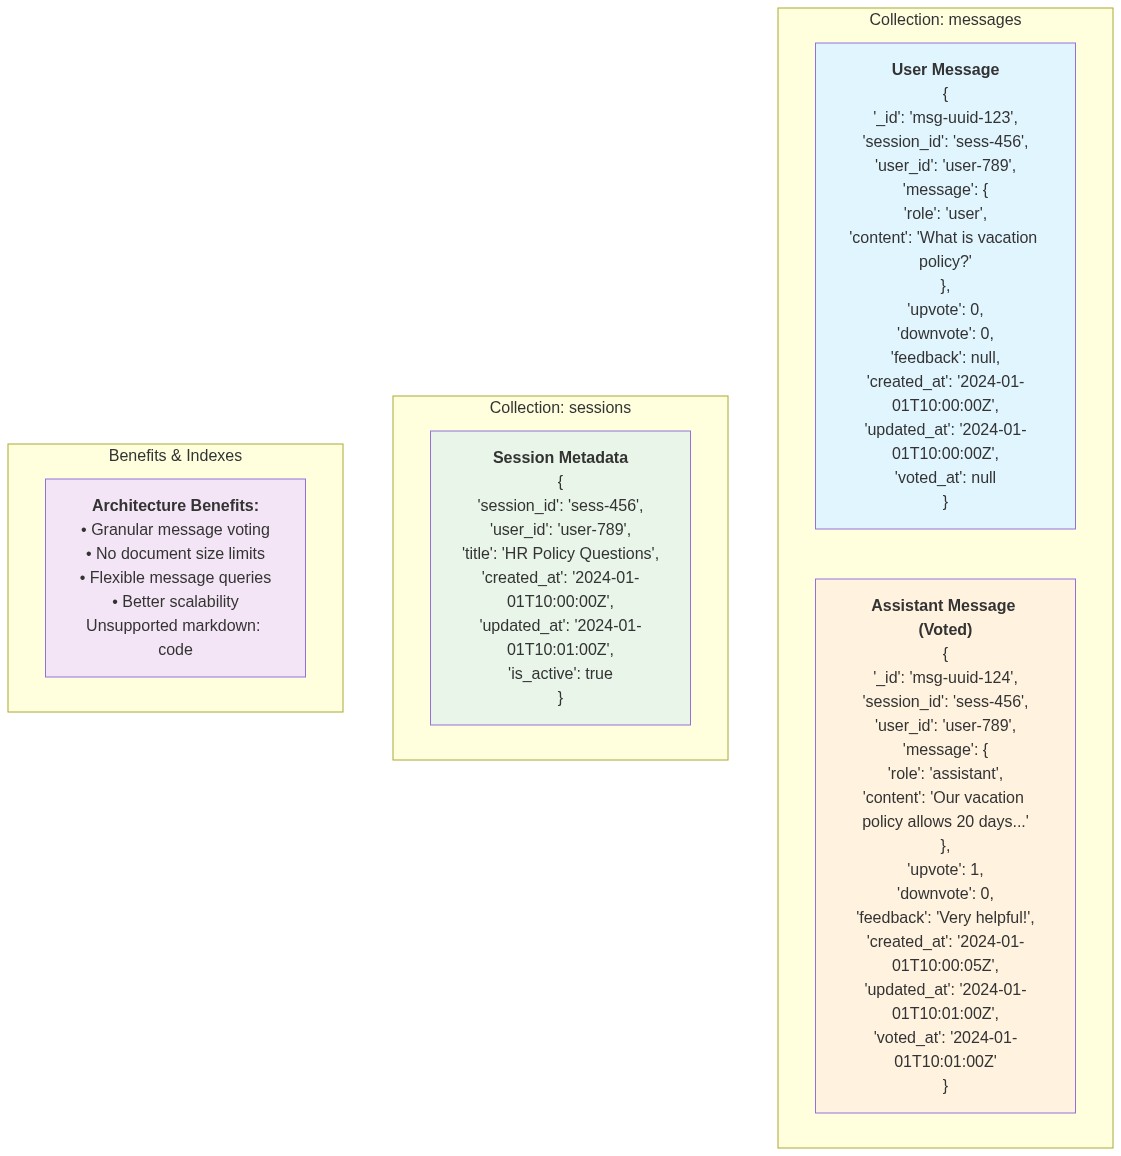 Benefits & Indexes
Architecture Benefits:
• Granular message voting
• No document size limits
• Flexible message queries
• Better scalability
Unsupported markdown:
code
Collection: sessions
Session Metadata
{
'session_id': 'sess-456',
'user_id': 'user-789',
'title': 'HR Policy Questions',
'created_at': '2024-01-
01T10:00:00Z',
'updated_at': '2024-01-
01T10:01:00Z',
'is_active': true
}
Collection: messages
User Message
{
'_id': 'msg-uuid-123',
'session_id': 'sess-456',
'user_id': 'user-789',
'message': {
'role': 'user',
'content': 'What is vacation
policy?'
},
'upvote': 0,
'downvote': 0,
'feedback': null,
'created_at': '2024-01-
01T10:00:00Z',
'updated_at': '2024-01-
01T10:00:00Z',
'voted_at': null
}
Assistant Message
(Voted)
{
'_id': 'msg-uuid-124',
'session_id': 'sess-456',
'user_id': 'user-789',
'message': {
'role': 'assistant',
'content': 'Our vacation
policy allows 20 days...'
},
'upvote': 1,
'downvote': 0,
'feedback': 'Very helpful!',
'created_at': '2024-01-
01T10:00:05Z',
'updated_at': '2024-01-
01T10:01:00Z',
'voted_at': '2024-01-
01T10:01:00Z'
}